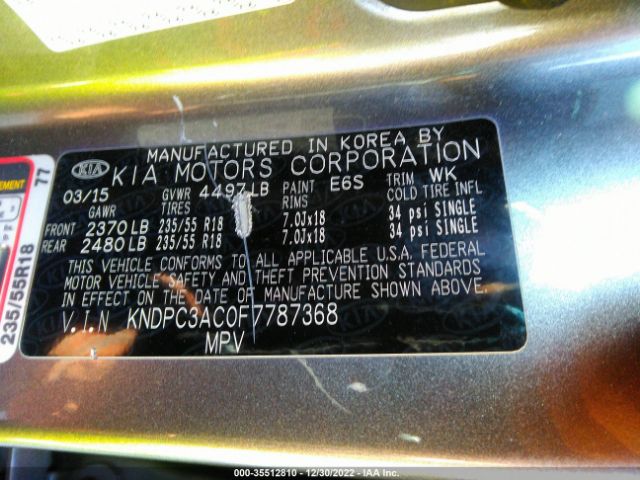 MANUFACTURED IN KOREA BY
KIA KIA MOTORS CORPORATION
03/15 GVWR 4497LB PAINT E6S TRIM WK
GAWR TIRES RIMS COLD TIRE INFL
FRONT 2370LB 235/55 R18 7.0Jx18 34 psi SINGLE
REAR 2480LB 235/55 R18 7.0Jx18 34 psi SINGLE
THIS VEHICLE CONFORMS TO ALL APPLICABLE U.S.A. FEDERAL
MOTOR VEHICLE SAFETY AND THEFT PREVENTION STANDARDS
IN EFFECT ON THE DATE OF MANUFACTURE SHOWN ABOVE.
V.I.N KNDPC3AC0F7787368
MPV
77
235/55R18
000-35512810 - 12/30/2022 - IAA Inc.